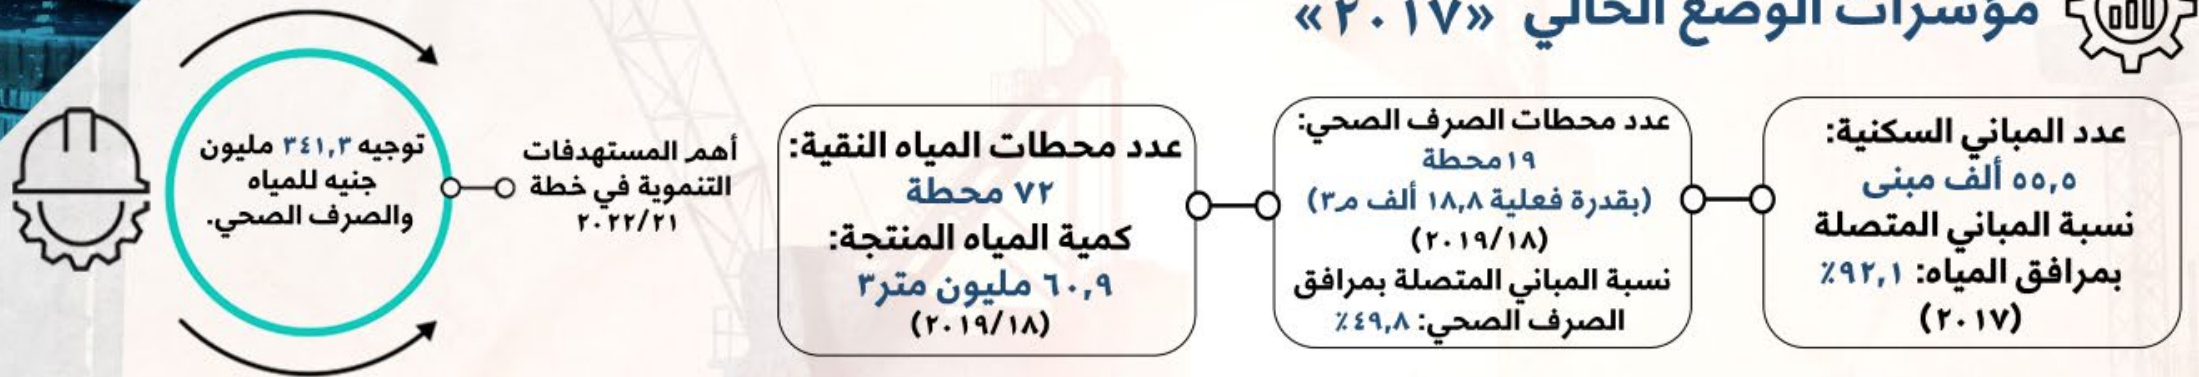 مؤشرات الوضع الحالي «٢٠١٧»
عدد المباني السكنية:
٥٥,٥ ألف مبنى
نسبة المباني المتصلة
بمرافق المياه: ٩٢,١٪
(٢٠١٧)
عدد محطات الصرف الصحي:
١٩محطة
(بقدرة فعلية ١٨,٨ ألف م٣)
(٢٠١٩/١٨)
نسبة المباني المتصلة بمرافق
الصرف الصحي: ٤٩,٨٪
عدد محطات المياه النقية:
٧٢ محطة
كمية المياه المنتجة:
٦٠,٩ مليون متر٣
(٢٠١٩/١٨)
أهم المستهدفات
التنموية في خطة
٢٠٢٢/٢١
توجيه ٣٤١,٣ مليون
جنيه للمياه
والصرف الصحي.